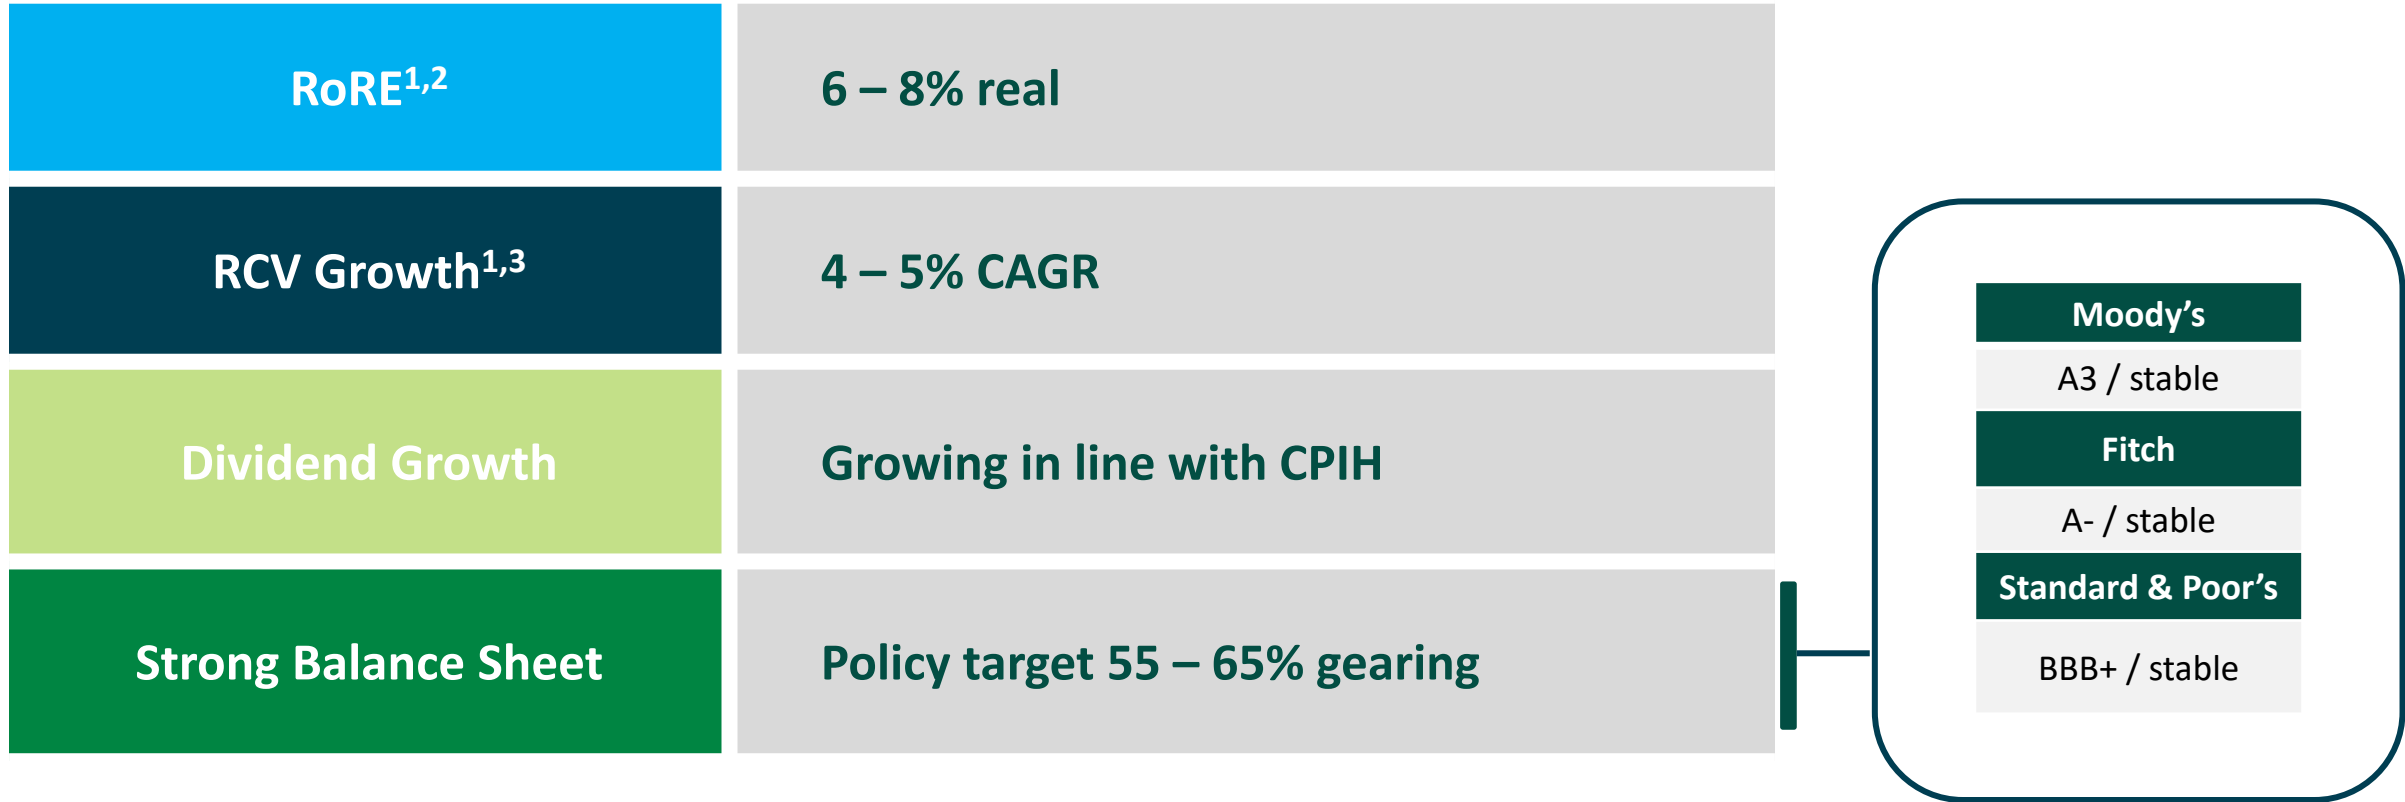 RoRE1,2
6 – 8% real
RCV Growth1,3
4 – 5% CAGR
Dividend Growth
Growing in line with CPIH
Strong Balance Sheet
Policy target 55 – 65% gearing
Moody’s
A3 / stable
Fitch
A- / stable
Standard & Poor’s
BBB+ / stable